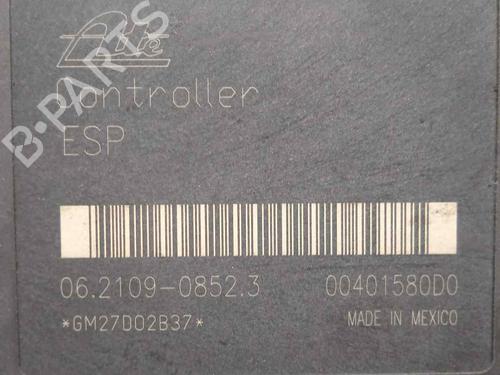 Ate
Controller
ESP
06.2109-0852.3
00401580D0
*GM27D02B37*
MADE IN MEXICO
B-PARTS